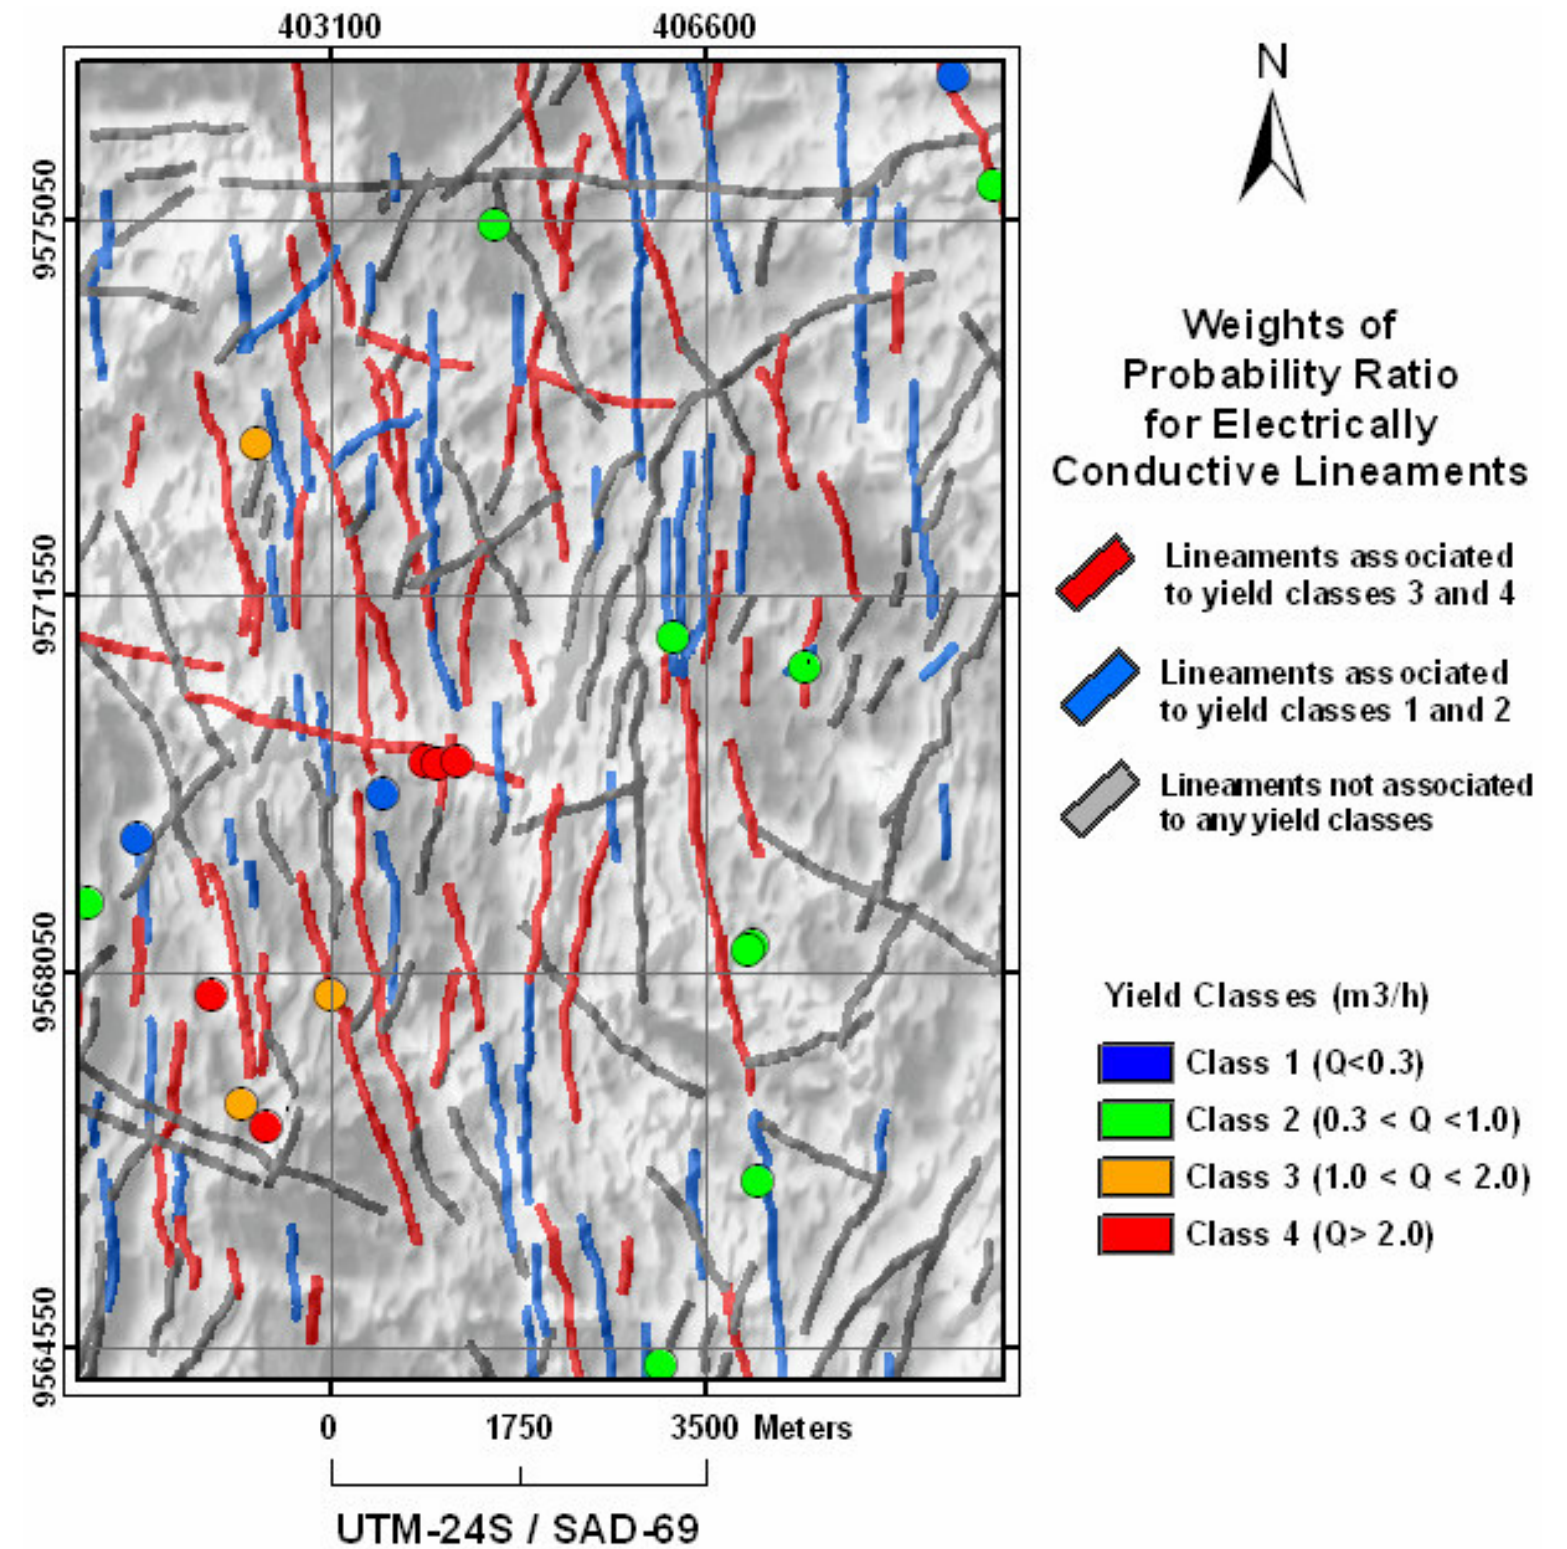 403100 406600
N
9575050
9571550
9568050
9564550
Weights of
Probability Ratio
for Electrically
Conductive Lineaments
Lineaments associated
to yield classes 3 and 4
Lineaments associated
to yield classes 1 and 2
Lineaments not associated
to any yield classes
Yield Classes (m3/h)
Class 1 (Q<0.3)
Class 2 (0.3 < Q <1.0)
Class 3 (1.0 < Q < 2.0)
Class 4 (Q> 2.0)
0 1750 3500 Meters
UTM-24S / SAD-69